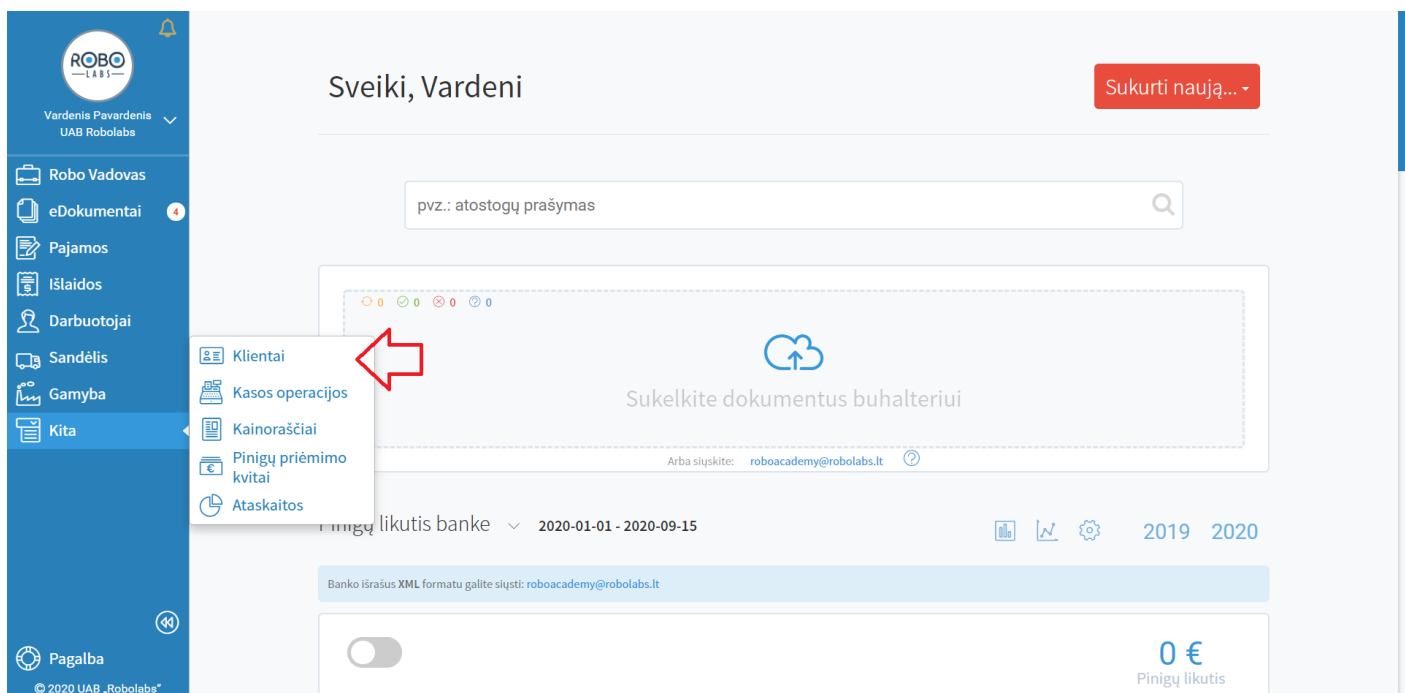 ROBO
LABS
Vardenis Pavardenis
UAB Robolabs
Robo Vadovas
eDokumentai 4
Pajamos
Išlaidos
Darbuotojai
Sandėlis
Gamyba
Kita
Klientai
Kasos operacijos
Kainoraščiai
Pinigų priėmimo
kvitai
Ataskaitos
Pagalba
© 2020 UAB „Robolabs“
Sveiki, Vardeni
Sukurti naują...
pvz.: atostogų prašymas
0 0 0 0
Sukelkite dokumentus buhalteriui
Arba siųskite: roboacademy@robolabs.lt
Pinigų likutis banke 2020-01-01 - 2020-09-15
2019 2020
Banko išrašus XML formatu galite siųsti: roboacademy@robolabs.lt
0 €
Pinigų likutis